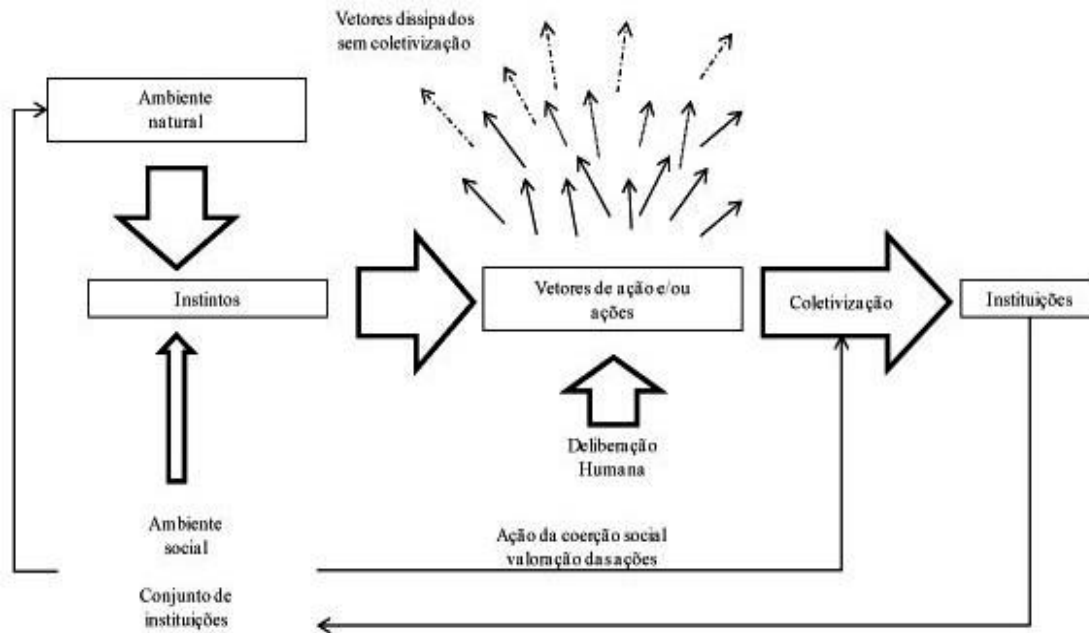 Vetores dissipados
sem coletivização
Ambiente
natural
Instintos
Vetores de ação e/ou
ações
Coletivização
Instituições
Deliberação
Humana
Ambiente
social
Ação da coerção social
valoração das ações
Conjunto de
instituições